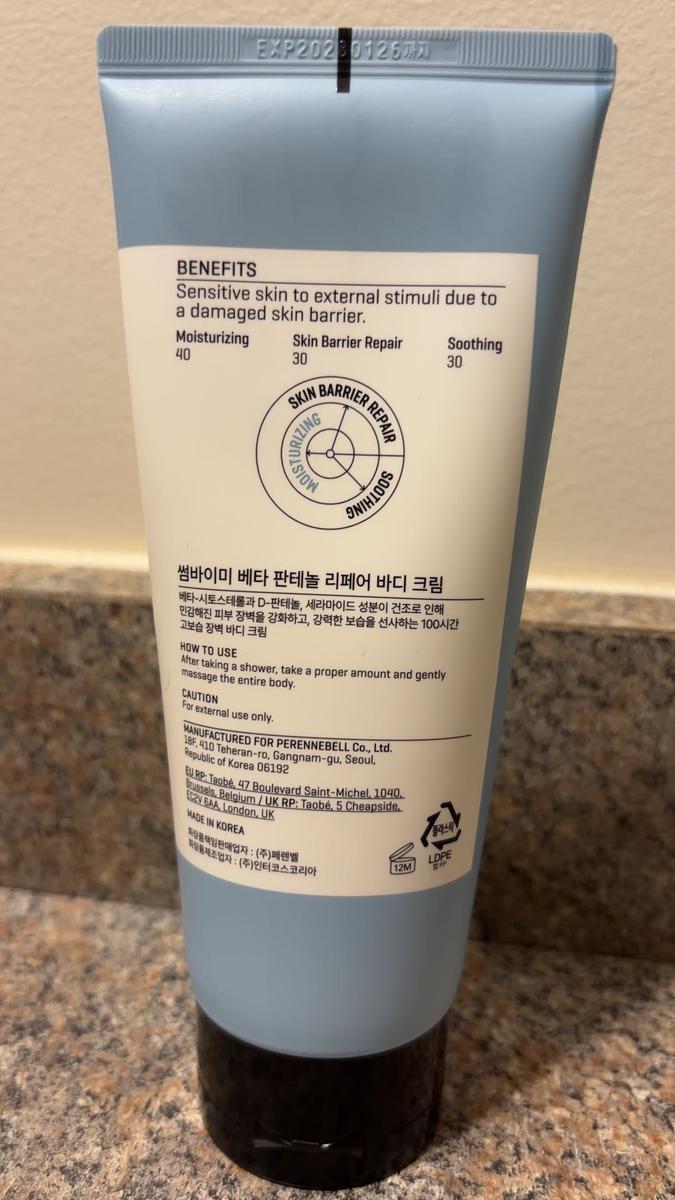 BENEFITS
Sensitive skin to external stimuli due to
a damaged skin barrier.
Moisturizing Skin Barrier Repair Soothing
40 30 30
SKIN BARRIER REPAIR
MOISTURIZING
SOOTHING
썸바이미 베타 판테놀 리페어 바디 크림
베타-시토스테롤과 D-판테놀, 세라마이드 성분이 건조로 인해
민감해진 피부 장벽을 강화하고, 강력한 보습을 선사하는 100시간
고보습 장벽 바디 크림
HOW TO USE
After taking a shower, take a proper amount and gently
massage the entire body.
CAUTION
For external use only.
MANUFACTURED FOR PERENNEBELL Co., Ltd.
18F, 410 Teheran-ro, Gangnam-gu, Seoul,
Republic of Korea 06192
EU RP: Taobé, 47 Boulevard Saint-Michel, 1040,
Brussels, Belgium / UK RP: Taobé, 5 Cheapside,
EC2V 6AA, London, UK
MADE IN KOREA
화장품책임판매업자 : (주)페렌벨
화장품제조업자 : (주)인터코스코리아
12M
플라스틱
LDPE